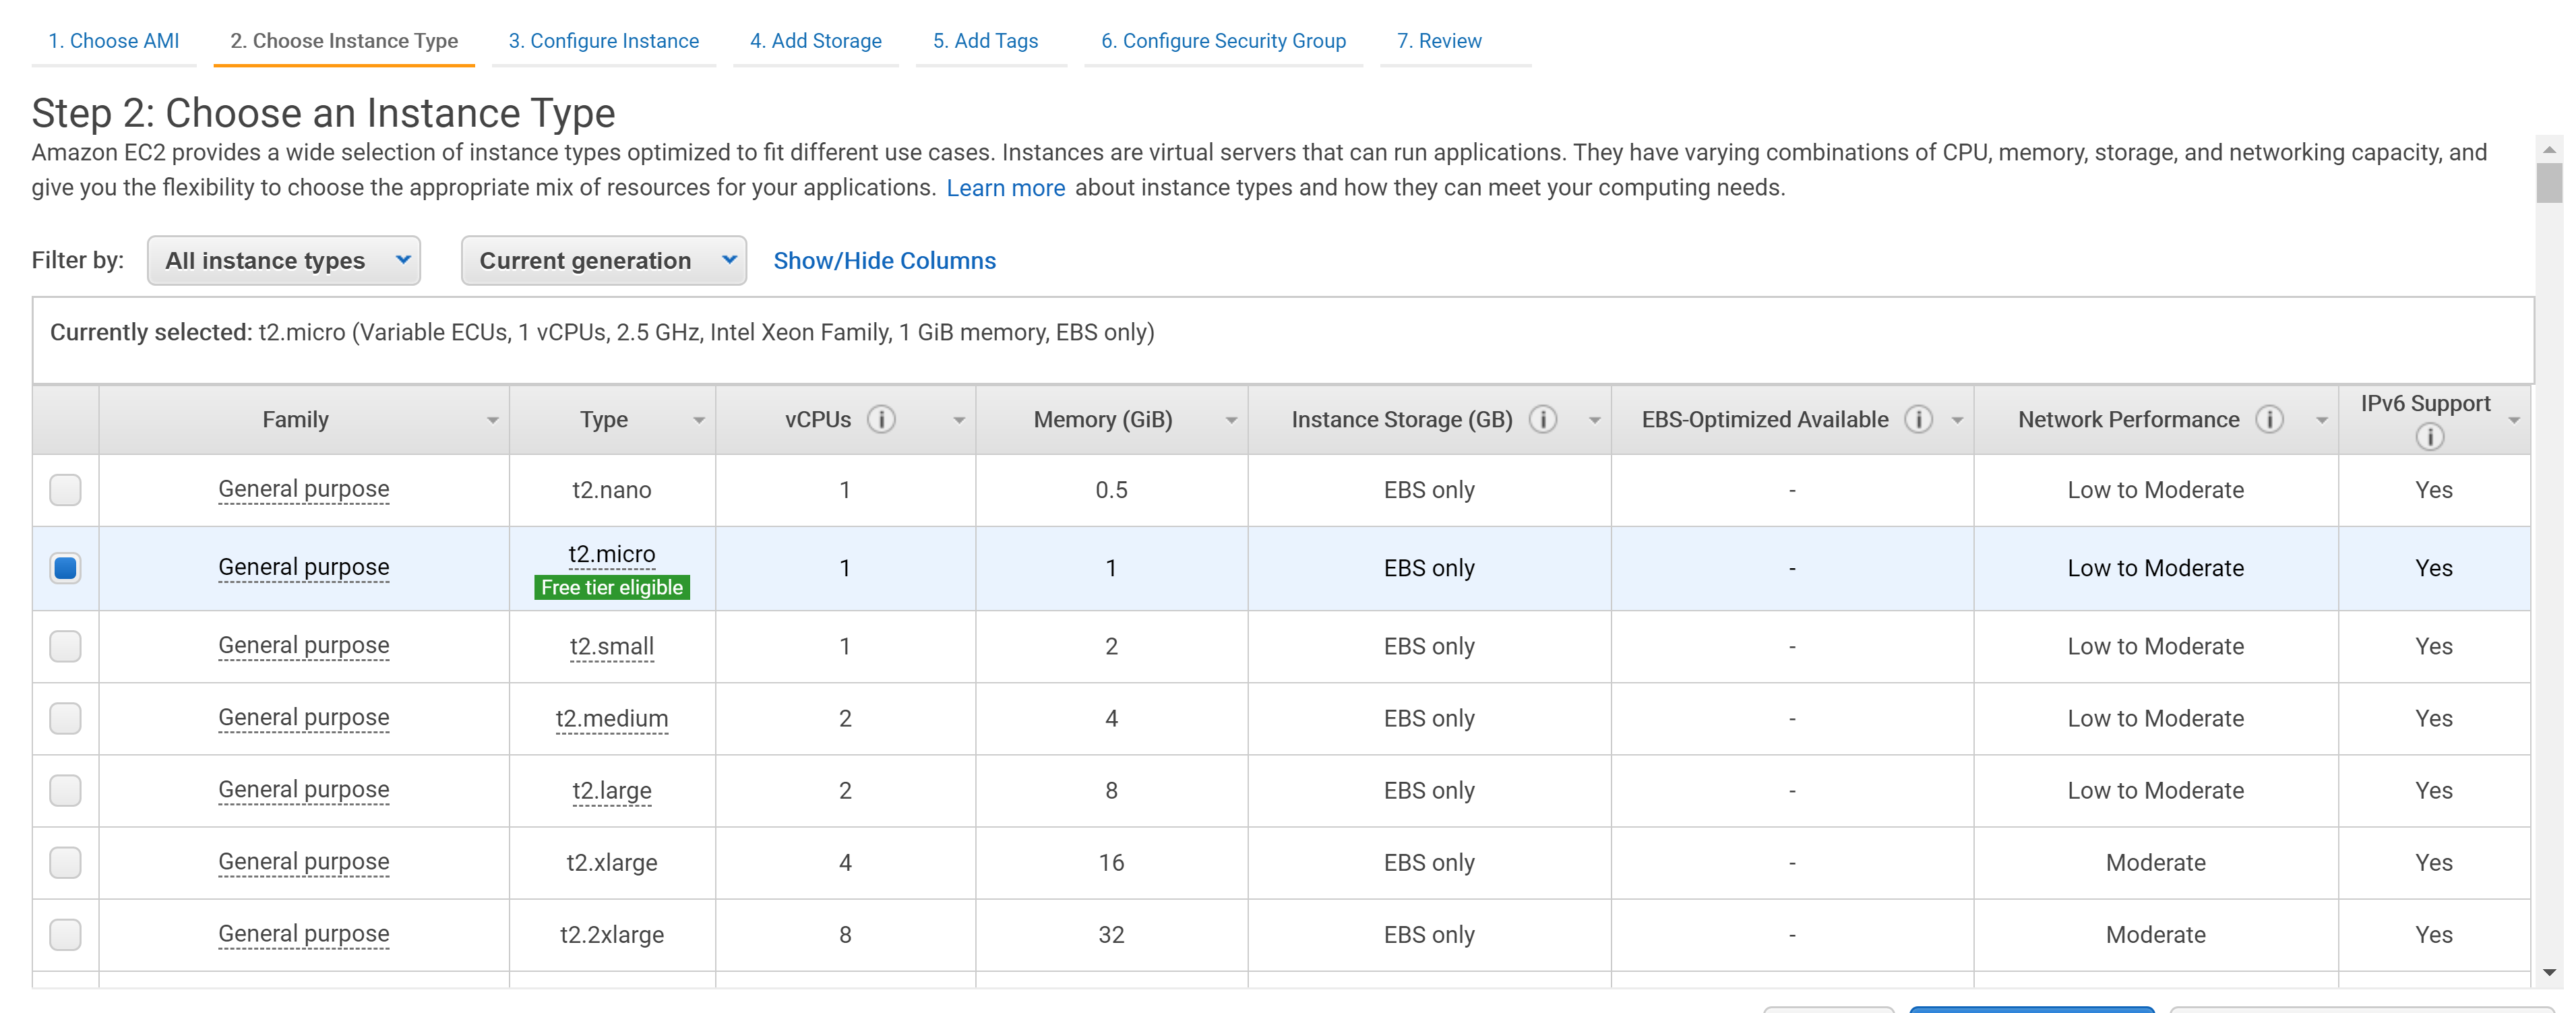 1. Choose AMI 2. Choose Instance Type 3. Configure Instance 4. Add Storage 5. Add Tags 6. Configure Security Group 7. Review
Step 2: Choose an Instance Type
Amazon EC2 provides a wide selection of instance types optimized to fit different use cases. Instances are virtual servers that can run applications. They have varying combinations of CPU, memory, storage, and networking capacity, and
give you the flexibility to choose the appropriate mix of resources for your applications. Learn more about instance types and how they can meet your computing needs.
Filter by: All instance types Current generation Show/Hide Columns
Currently selected: t2.micro (Variable ECUs, 1 vCPUs, 2.5 GHz, Intel Xeon Family, 1 GiB memory, EBS only)
Family Type vCPUs Memory (GiB) Instance Storage (GB) EBS-Optimized Available Network Performance IPv6 Support
General purpose t2.nano 1 0.5 EBS only - Low to Moderate Yes
General purpose t2.micro 1 1 EBS only - Low to Moderate Yes
Free tier eligible
General purpose t2.small 1 2 EBS only - Low to Moderate Yes
General purpose t2.medium 2 4 EBS only - Low to Moderate Yes
General purpose t2.large 2 8 EBS only - Low to Moderate Yes
General purpose t2.xlarge 4 16 EBS only - Moderate Yes
General purpose t2.2xlarge 8 32 EBS only - Moderate Yes